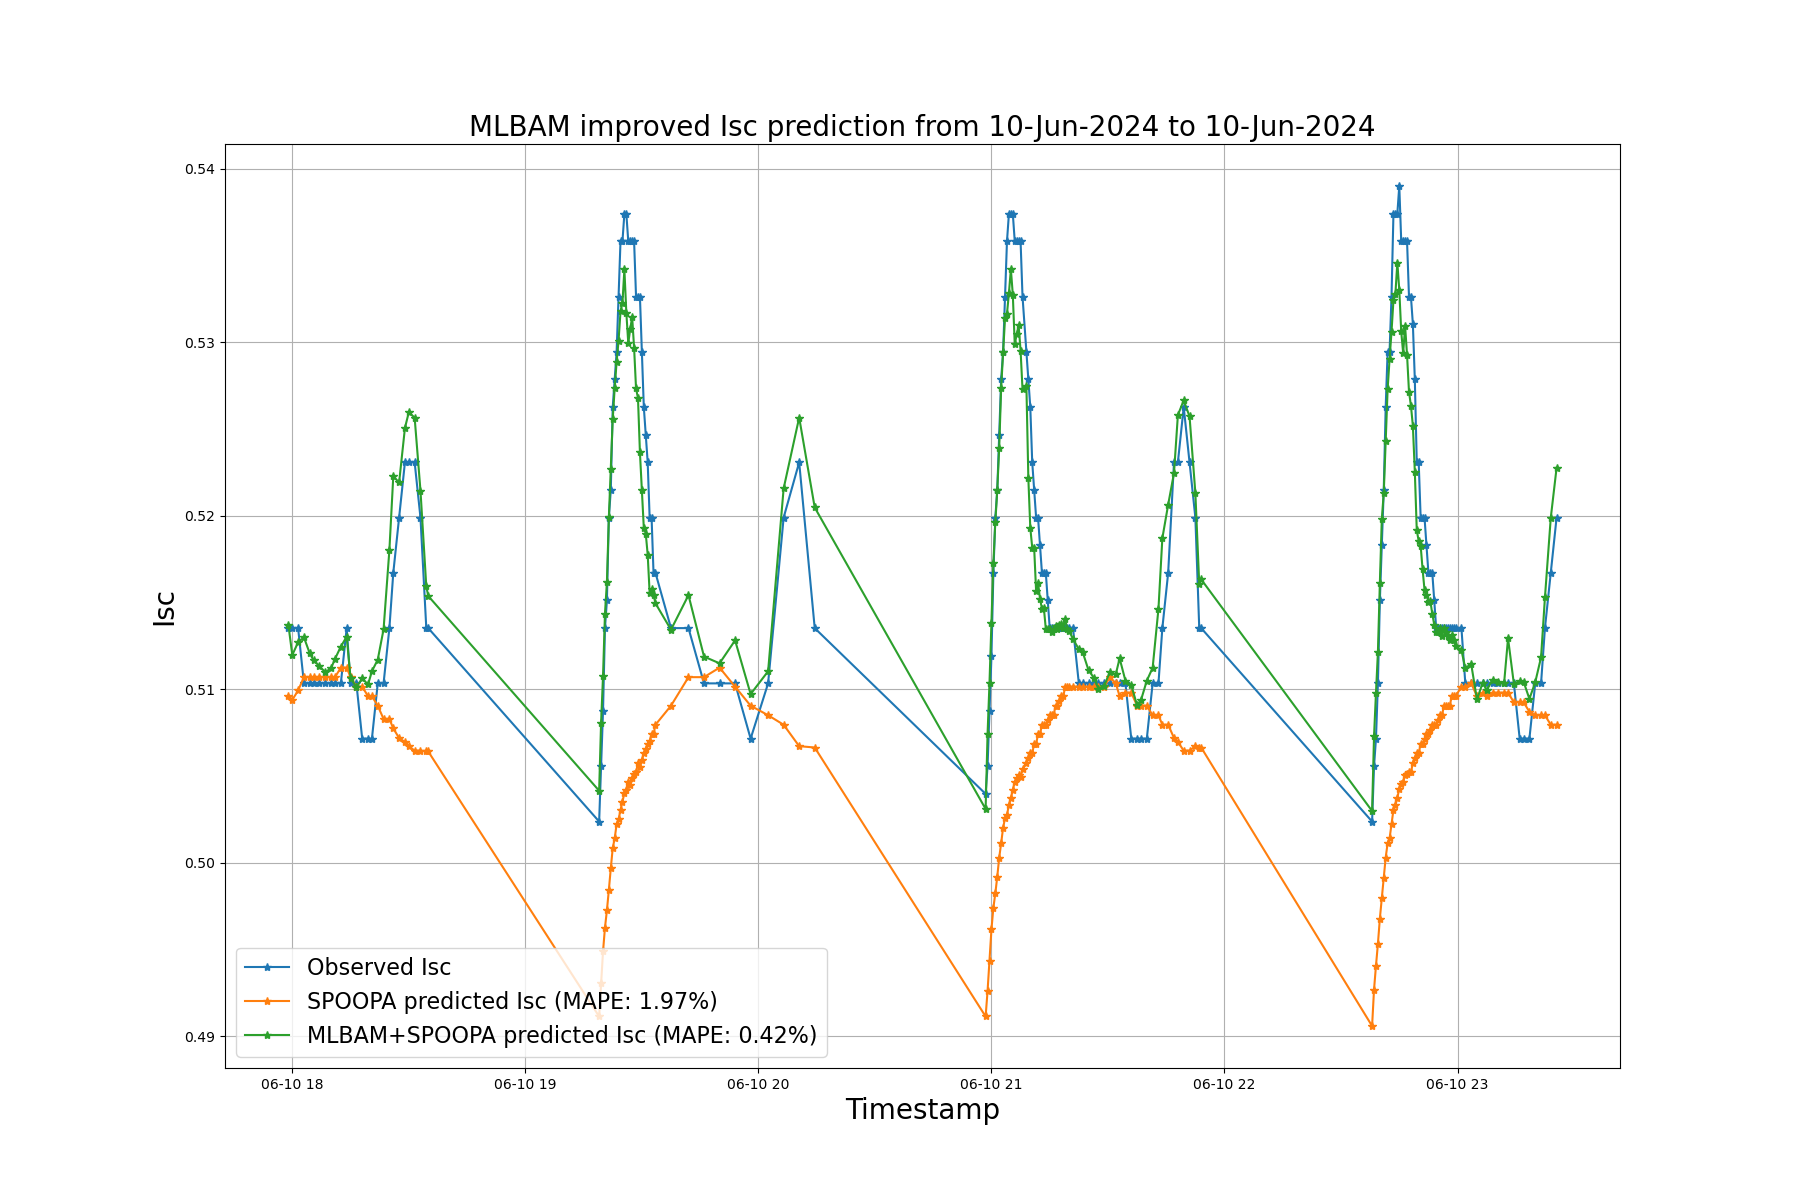 MLBAM improved Isc prediction from 10-Jun-2024 to 10-Jun-2024
0.54
0.53
0.52
0.51
0.50
0.49
Isc
Observed Isc
SPOOPA predicted Isc (MAPE: 1.97%)
MLBAM+SPOOPA predicted Isc (MAPE: 0.42%)
06-10 18
06-10 19
06-10 20
06-10 21
06-10 22
06-10 23
Timestamp